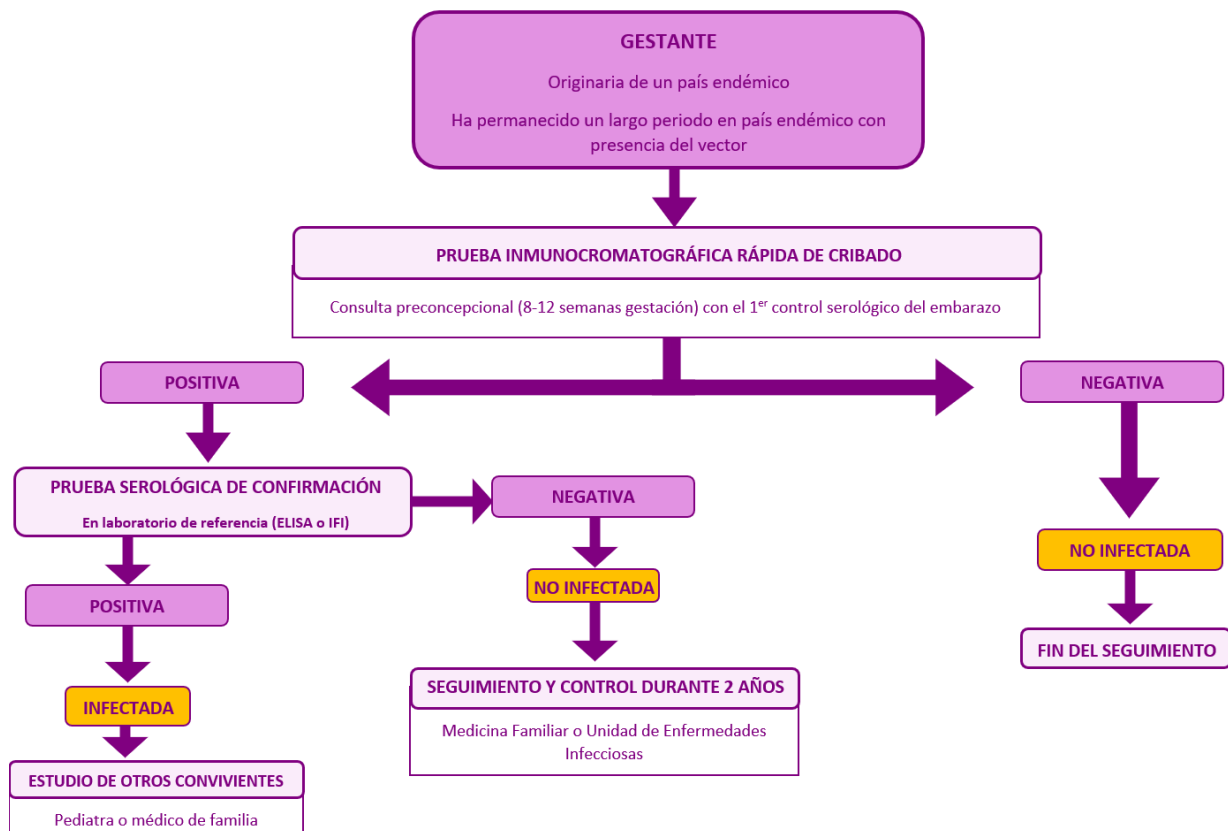 GESTANTE
Originaria de un país endémico
Ha permanecido un largo periodo en país endémico con
presencia del vector
PRUEBA INMUNOCROMATOGRÁFICA RÁPIDA DE CRIBADO
Consulta preconcepcional (8-12 semanas gestación) con el 1er control serológico del embarazo
POSITIVA
NEGATIVA
PRUEBA SEROLÓGICA DE CONFIRMACIÓN
En laboratorio de referencia (ELISA o IFI)
NEGATIVA
NO INFECTADA
NO INFECTADA
POSITIVA
FIN DEL SEGUIMIENTO
SEGUIMIENTO Y CONTROL DURANTE 2 AÑOS
Medicina Familiar o Unidad de Enfermedades
Infecciosas
INFECTADA
ESTUDIO DE OTROS CONVIVIENTES
Pediatra o médico de familia